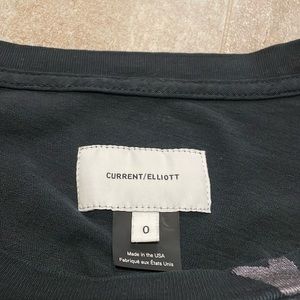 CURRENT/ELLIOTT
0
Made in the USA
Fabriqué aux États Unis